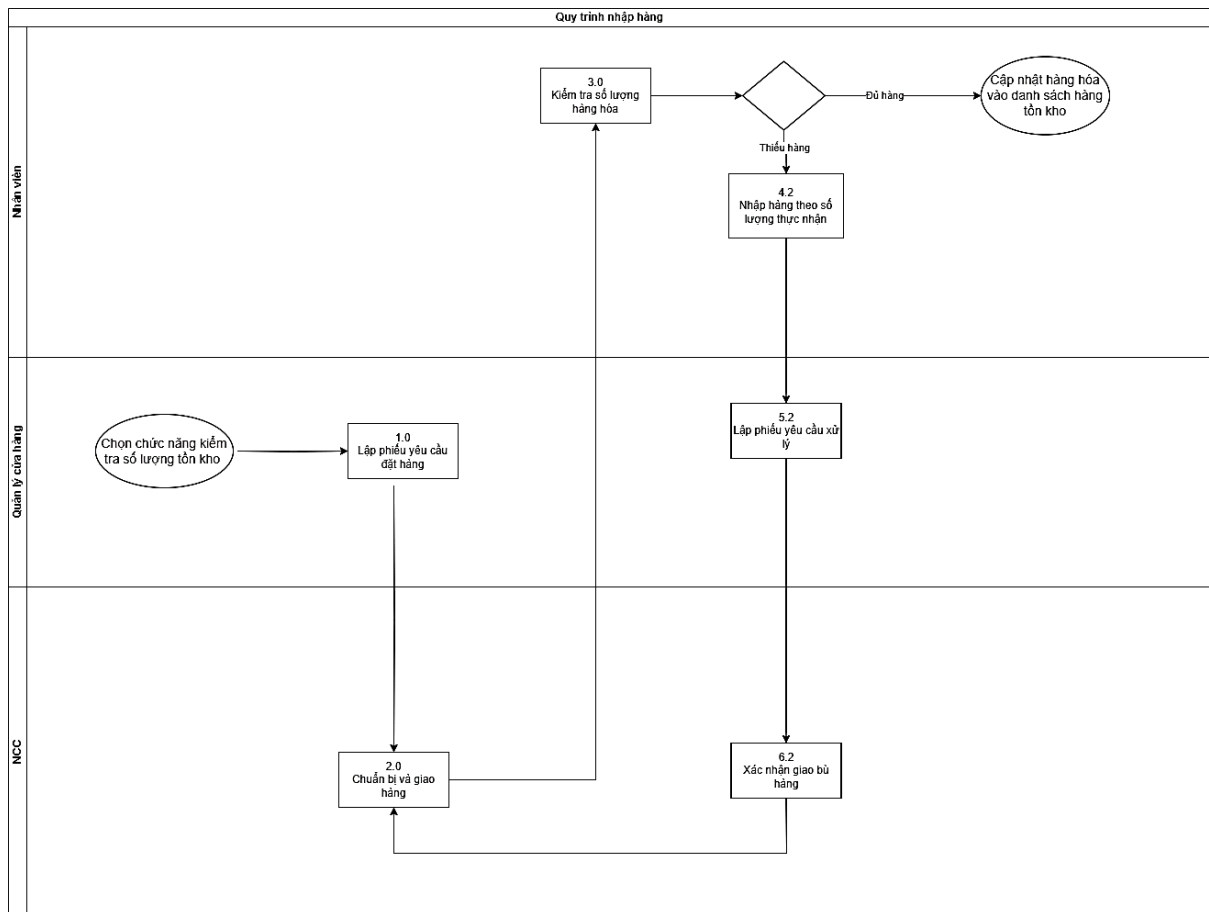 Quy trình nhập hàng
Nhân viên
3.0
Kiểm tra số lượng
hàng hóa
Đủ hàng
Cập nhật hàng hóa
vào danh sách hàng
tồn kho
Thiếu hàng
4.2
Nhập hàng theo số
lượng thực nhận
Quản lý cửa hàng
Chọn chức năng kiểm
tra số lượng tồn kho
1.0
Lập phiếu yêu cầu
đặt hàng
5.2
Lập phiếu yêu cầu xử
lý
NCC
2.0
Chuẩn bị và giao
hàng
6.2
Xác nhận giao bù
hàng